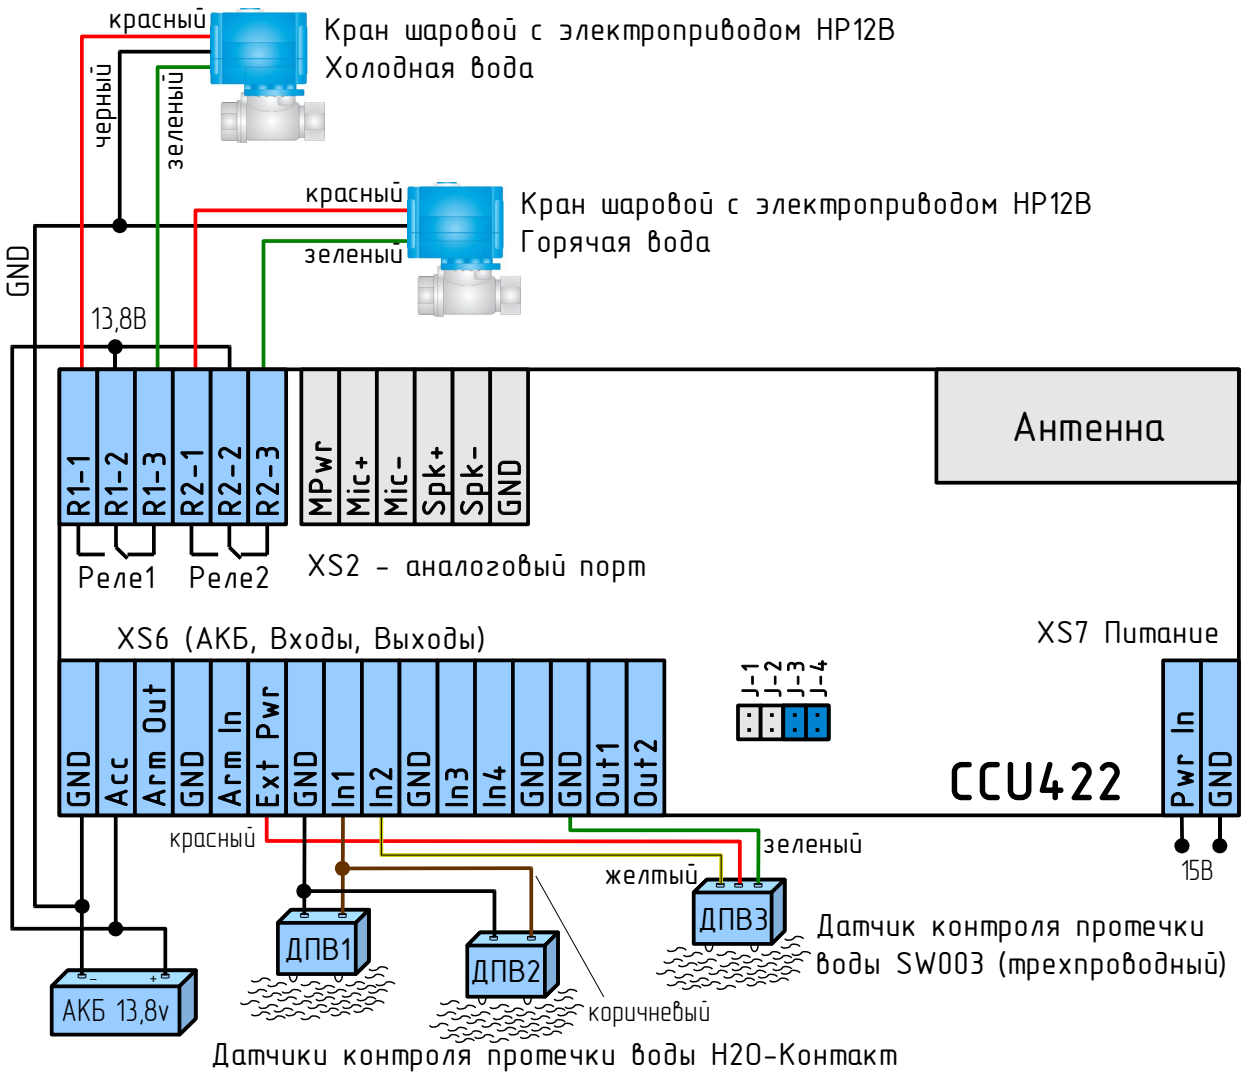 красный
Кран шаровой с электроприводом HP12В
Холодная вода
черный
зеленый
красный
Кран шаровой с электроприводом HP12В
Горячая вода
зеленый
GND
13,8В
Антенна
R1-1
R1-2
R1-3
R2-1
R2-2
R2-3
MPwr
Mic+
Mic-
Spk+
Spk-
GND
Реле1
Реле2
XS2 - аналоговый порт
XS6 (АКБ, Входы, Выходы)
XS7 Питание
J-1
J-2
J-3
J-4
GND
Acc
Arm Out
GND
Arm In
Ext Pwr
GND
In1
In2
GND
In3
In4
GND
GND
Out1
Out2
CCU422
Pwr In
GND
красный
зеленый
желтый
15В
ДПВ1
ДПВ2
ДПВ3
Датчик контроля протечки
воды SW003 (трехпроводный)
- +
АКБ 13,8v
коричневый
Датчики контроля протечки воды H2O-Контакт